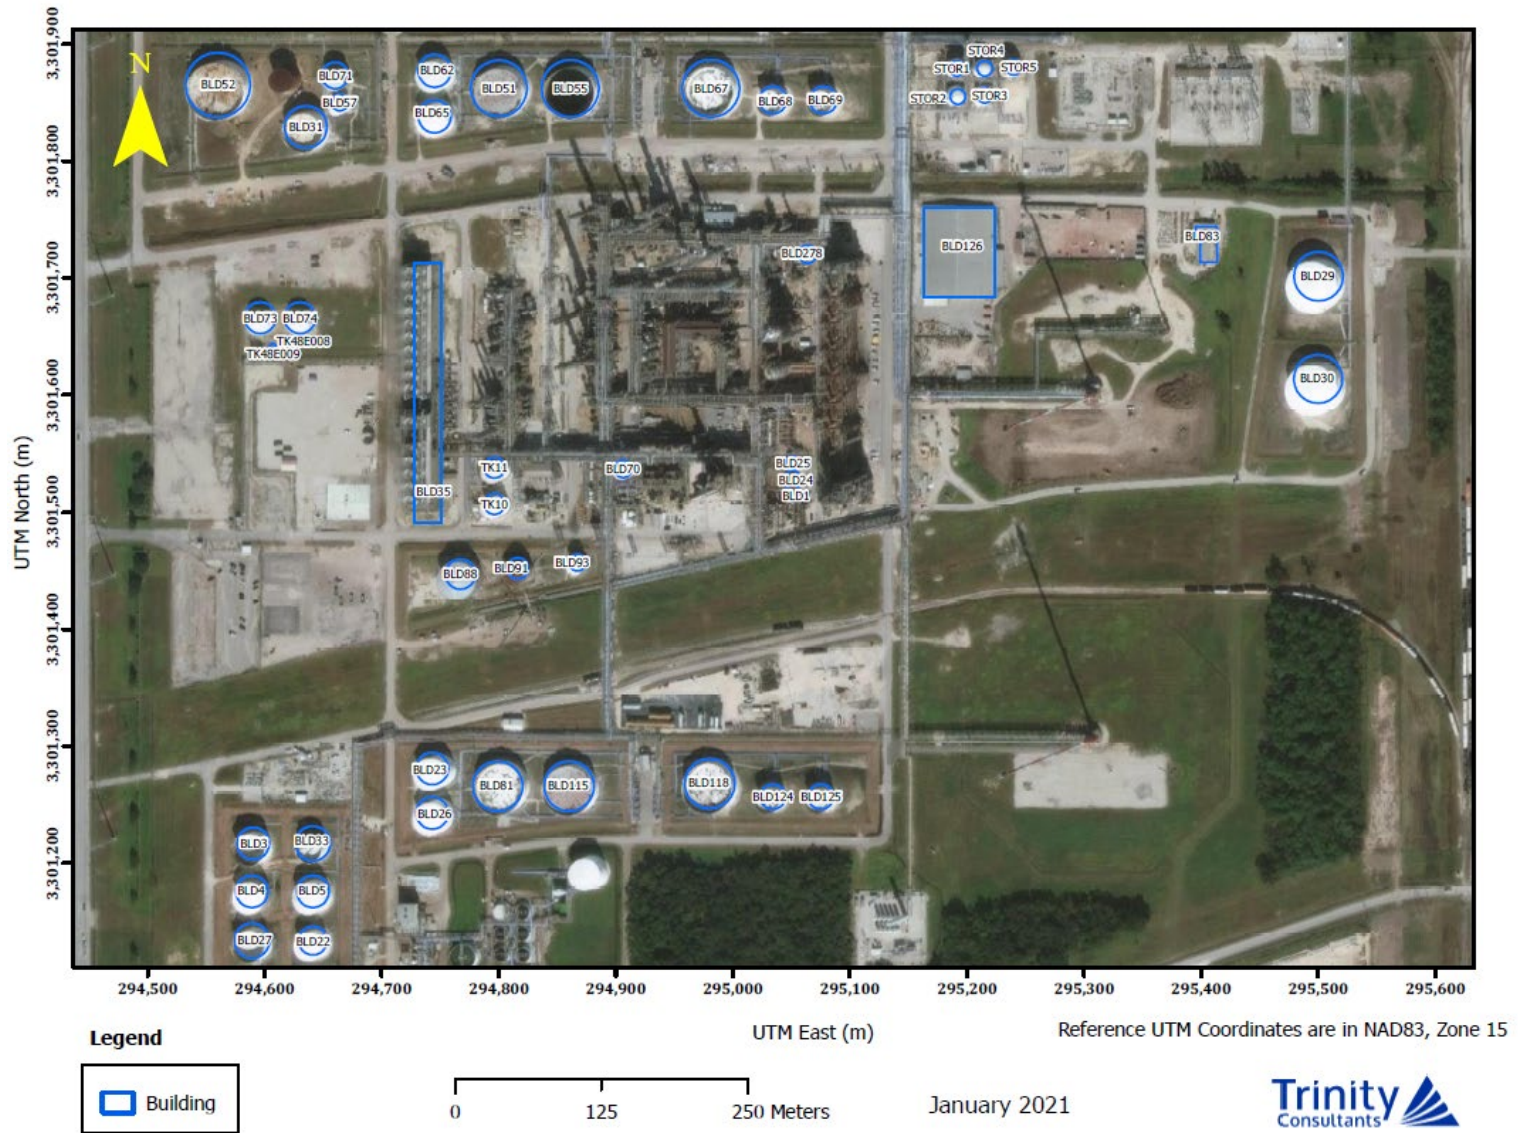 3,301,900
3,301,800
3,301,700
3,301,600
3,301,500
3,301,400
3,301,300
3,301,200
UTM North (m)
N
BLD52
BLD71
BLD57
BLD31
BLD62
BLD65
BLD51
BLD55
BLD67
BLD68
BLD69
STOR4
STOR1
STOR5
STOR2
STOR3
BLD278
BLD126
BLD83
BLD29
BLD73
BLD74
TK48E008
TK48E009
BLD30
BLD35
TK11
TK10
BLD70
BLD25
BLD24
BLD1
BLD88
BLD91
BLD93
BLD23
BLD26
BLD81
BLD115
BLD118
BLD124
BLD125
BLD3
BLD33
BLD4
BLD5
BLD27
BLD22
294,500
294,600
294,700
294,800
294,900
295,000
295,100
295,200
295,300
295,400
295,500
295,600
UTM East (m)
Reference UTM Coordinates are in NAD83, Zone 15
Legend
Building
0
125
250 Meters
January 2021
Trinity
Consultants